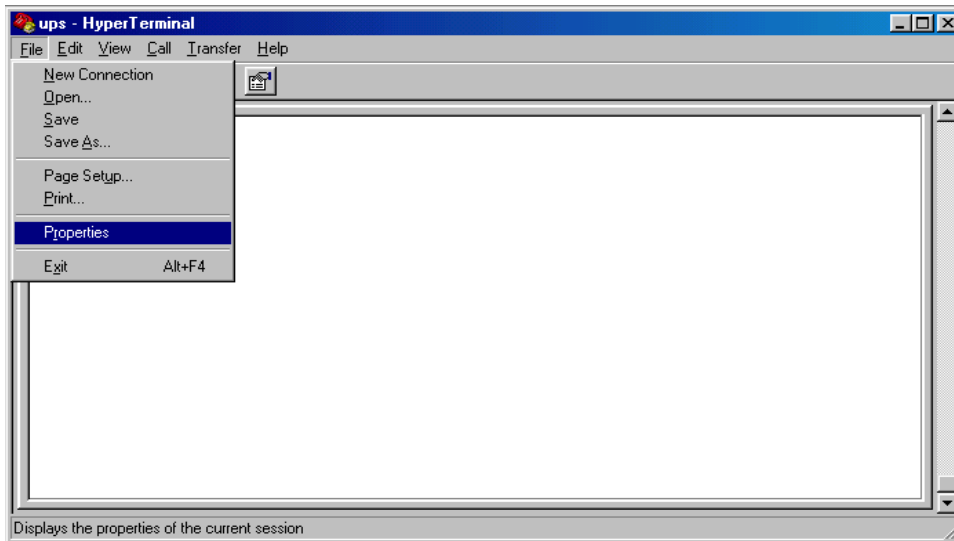 ups - HyperTerminal
File Edit View Call Transfer Help
New Connection
Open...
Save
Save As...
Page Setup...
Print...
Properties
Exit Alt+F4
Displays the properties of the current session